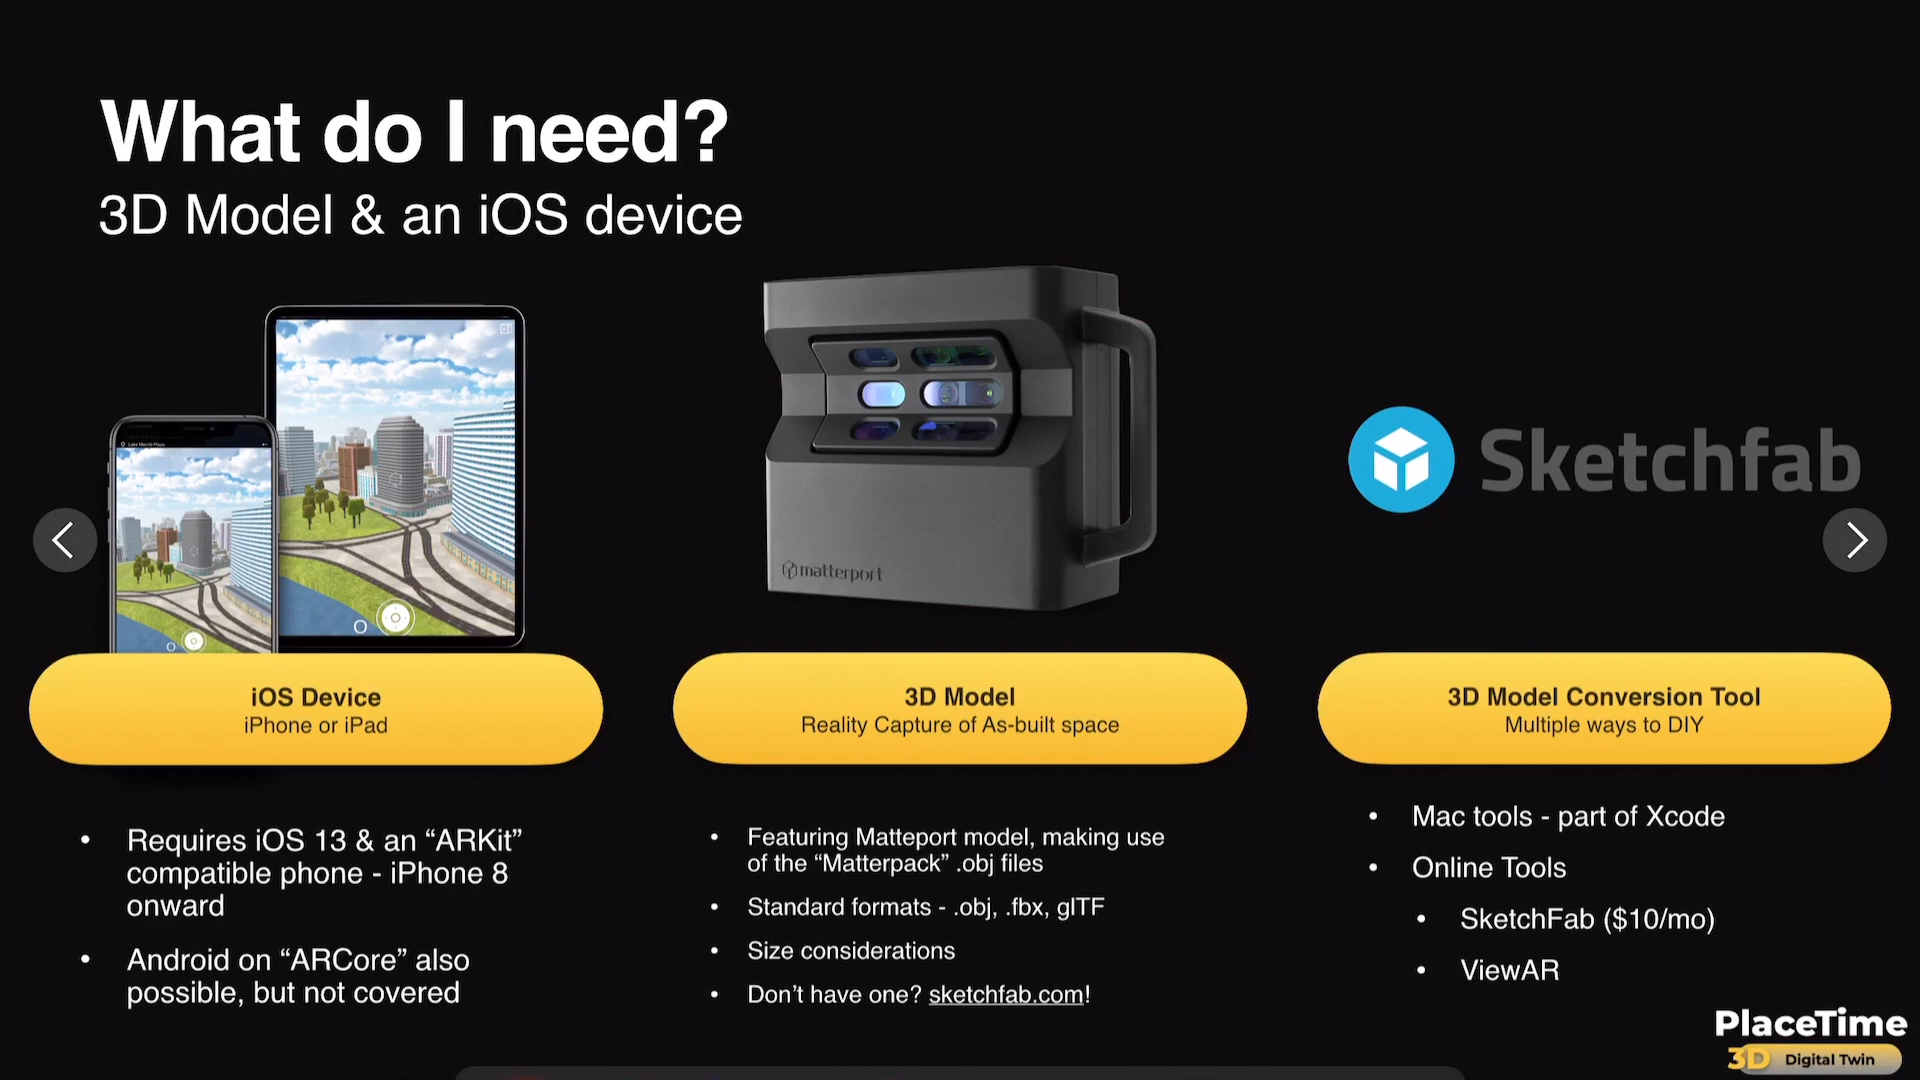 What do I need?
3D Model & an iOS device
Lake Merritt Plaza
matterport
Sketchfab
iOS Device
iPhone or iPad
3D Model
Reality Capture of As-built space
3D Model Conversion Tool
Multiple ways to DIY
• Requires iOS 13 & an “ARKit”
compatible phone - iPhone 8
onward
• Android on “ARCore” also
possible, but not covered
• Featuring Matteport model, making use
of the “Matterpack” .obj files
• Standard formats - .obj, .fbx, glTF
• Size considerations
• Don’t have one? sketchfab.com!
• Mac tools - part of Xcode
• Online Tools
• SketchFab ($10/mo)
• ViewAR
PlaceTime
3D Digital Twin